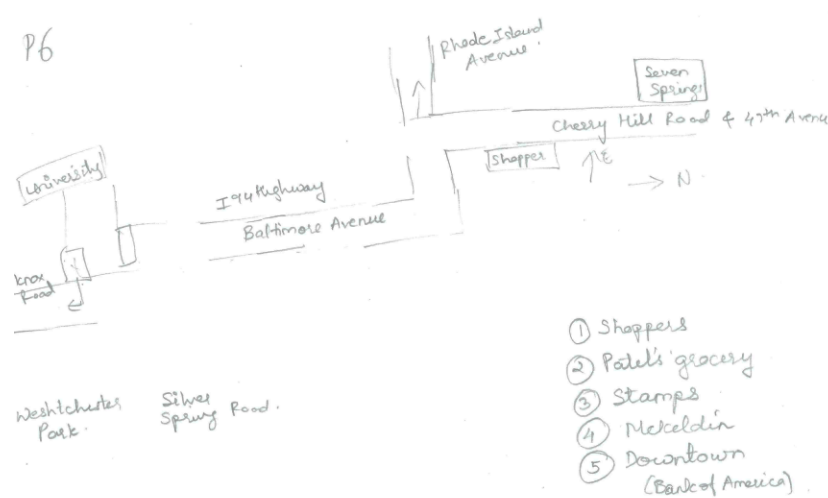 P6
Rhode Island
Avenue.
Seven
Springs
Cherry Hill Road & 47th Avenue
Shopper
E
N
University
I94 Highway
Baltimore Avenue
Knox
Road
Weshtchester
Park.
Silver
Spring Road.
① Shoppers
② Patel's grocery
③ Stamps
④ Mckeldin
⑤ Downtown
(Bank of America)